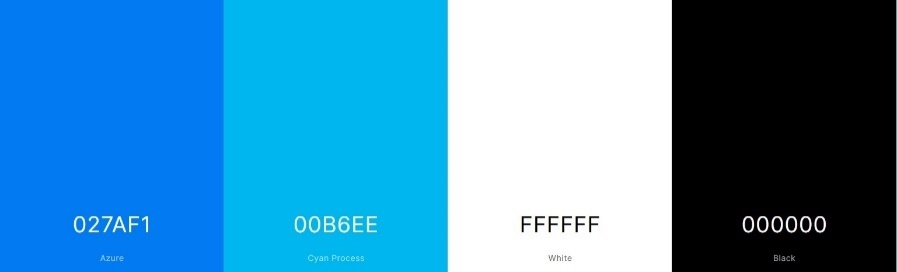 027AF1
Azure
00B6EE
Cyan Process
FFFFFF
White
000000
Black